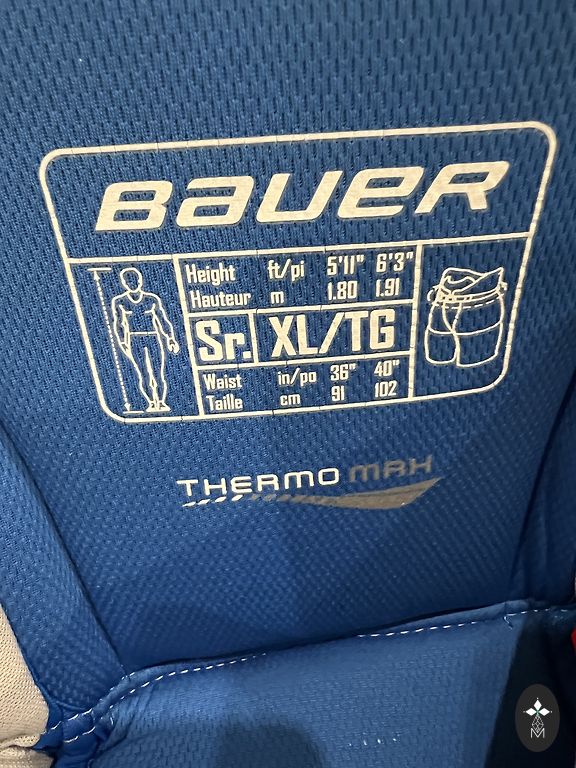 BAUER
Height ft/pi 5'11" 6'3"
Hauteur m 1.80 1.91
Sr. XL/TG
Waist in/po 36" 40"
Taille cm 91 102
THERMO MAX
M